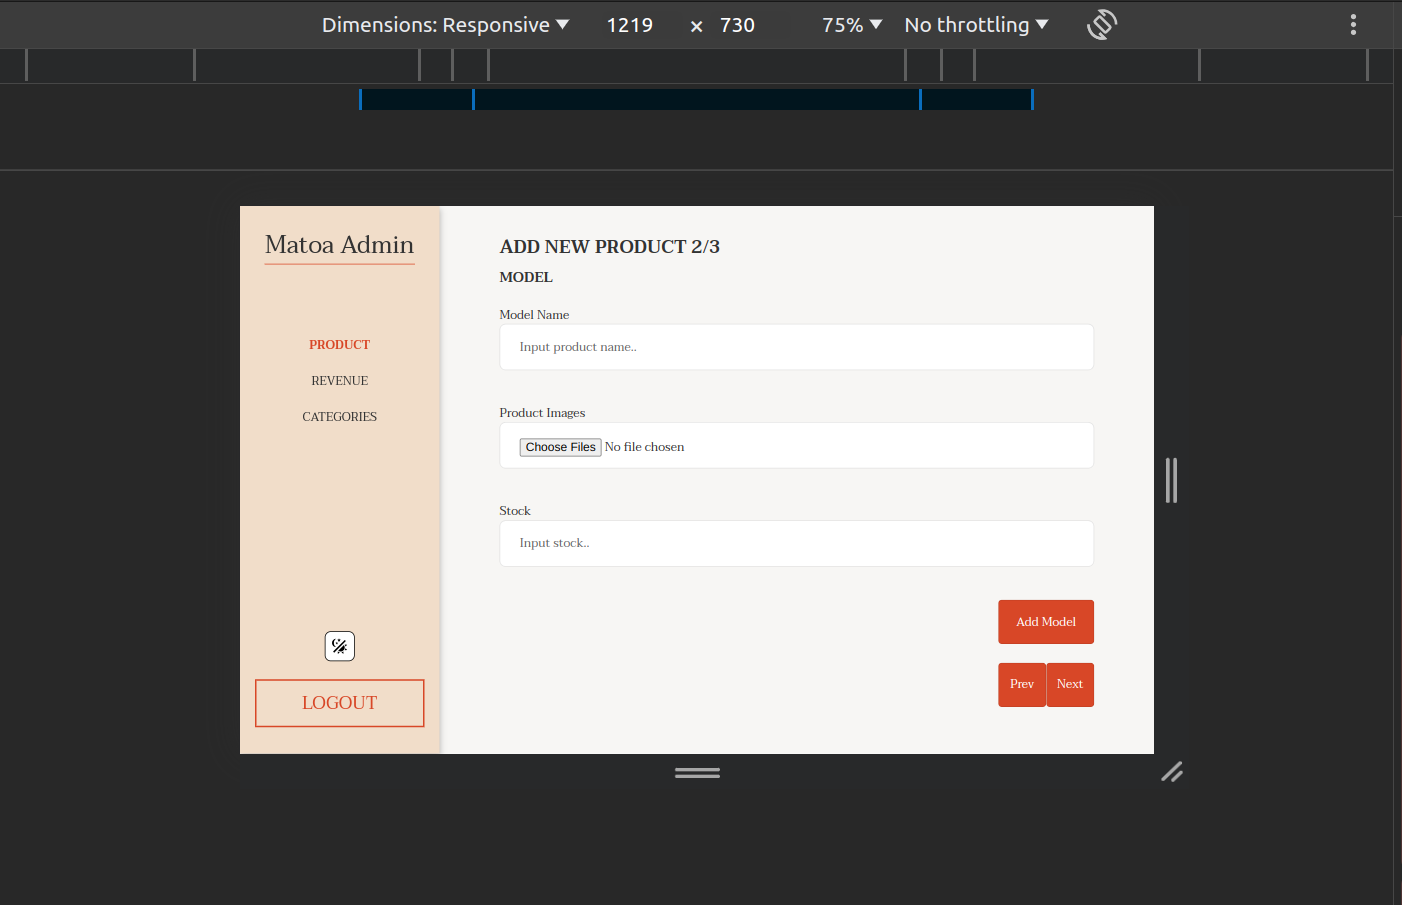 Dimensions: Responsive 1219 × 730 75% No throttling
Matoa Admin
PRODUCT
REVENUE
CATEGORIES
LOGOUT
ADD NEW PRODUCT 2/3
MODEL
Model Name
Input product name..
Product Images
Choose Files No file chosen
Stock
Input stock..
Add Model
Prev Next